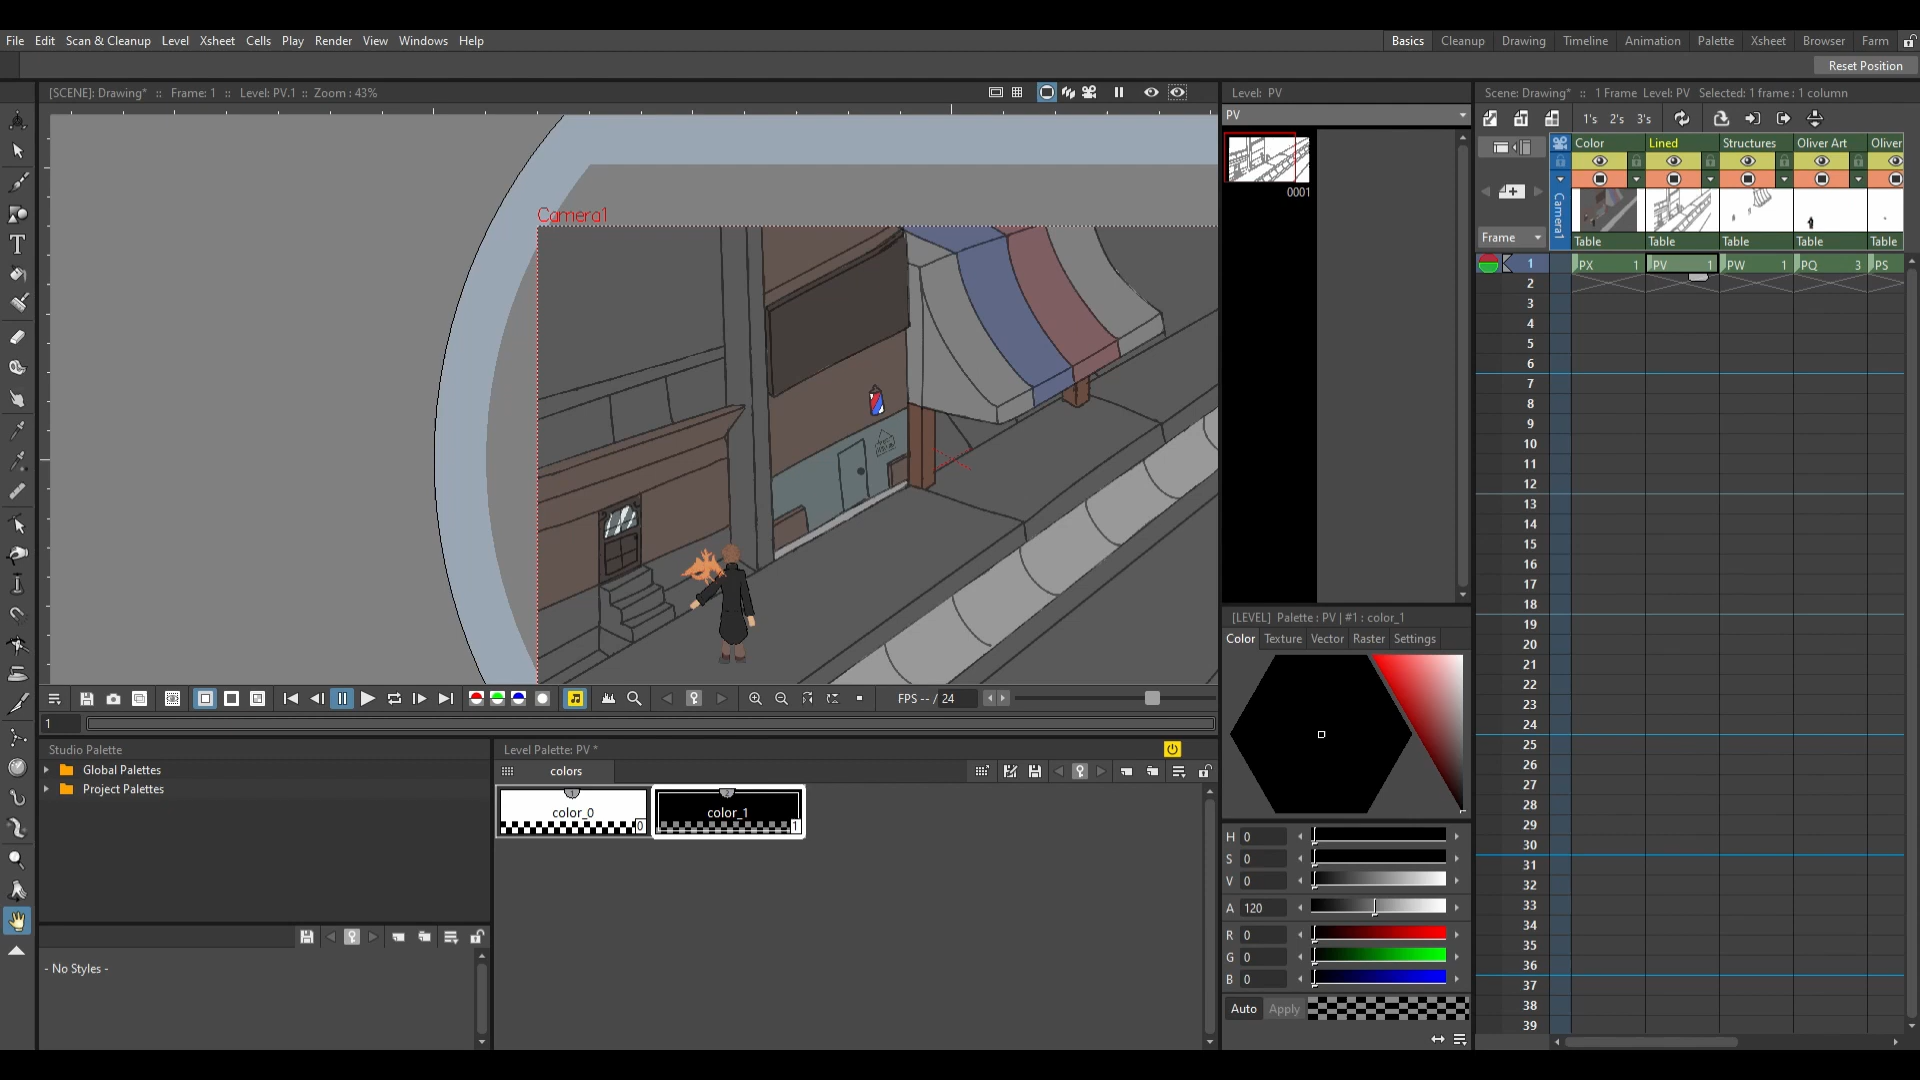 File Edit Scan & Cleanup Level Xsheet Cells Play Render View Windows Help
Basics Cleanup Drawing Timeline Animation Palette Xsheet Browser Farm
Reset Position
[SCENE]: Drawing* :: Frame: 1 :: Level: PV.1 :: Zoom : 43%
Level: PV
Scene: Drawing* :: 1 Frame Level: PV Selected: 1 frame : 1 column
PV
1's 2's 3's
Color Lined Structures Oliver Art Oliver
Camera1
0001
Camera1
Frame
Table Table Table Table Table
1 PX 1 PV 1 PW 1 PQ 3 PS
2
3
4
5
6
7
8
9
10
11
12
13
14
15
16
17
18
19
20
21
22
23
24
25
26
27
28
29
30
31
32
33
34
35
36
37
38
39
[LEVEL] Palette : PV | #1 : color_1
Color Texture Vector Raster Settings
FPS -- / 24
1
Studio Palette
Global Palettes
Project Palettes
- No Styles -
Level Palette: PV *
colors
1 2
color_0 color_1
0 1
H 0
S 0
V 0
A 120
R 0
G 0
B 0
Auto Apply